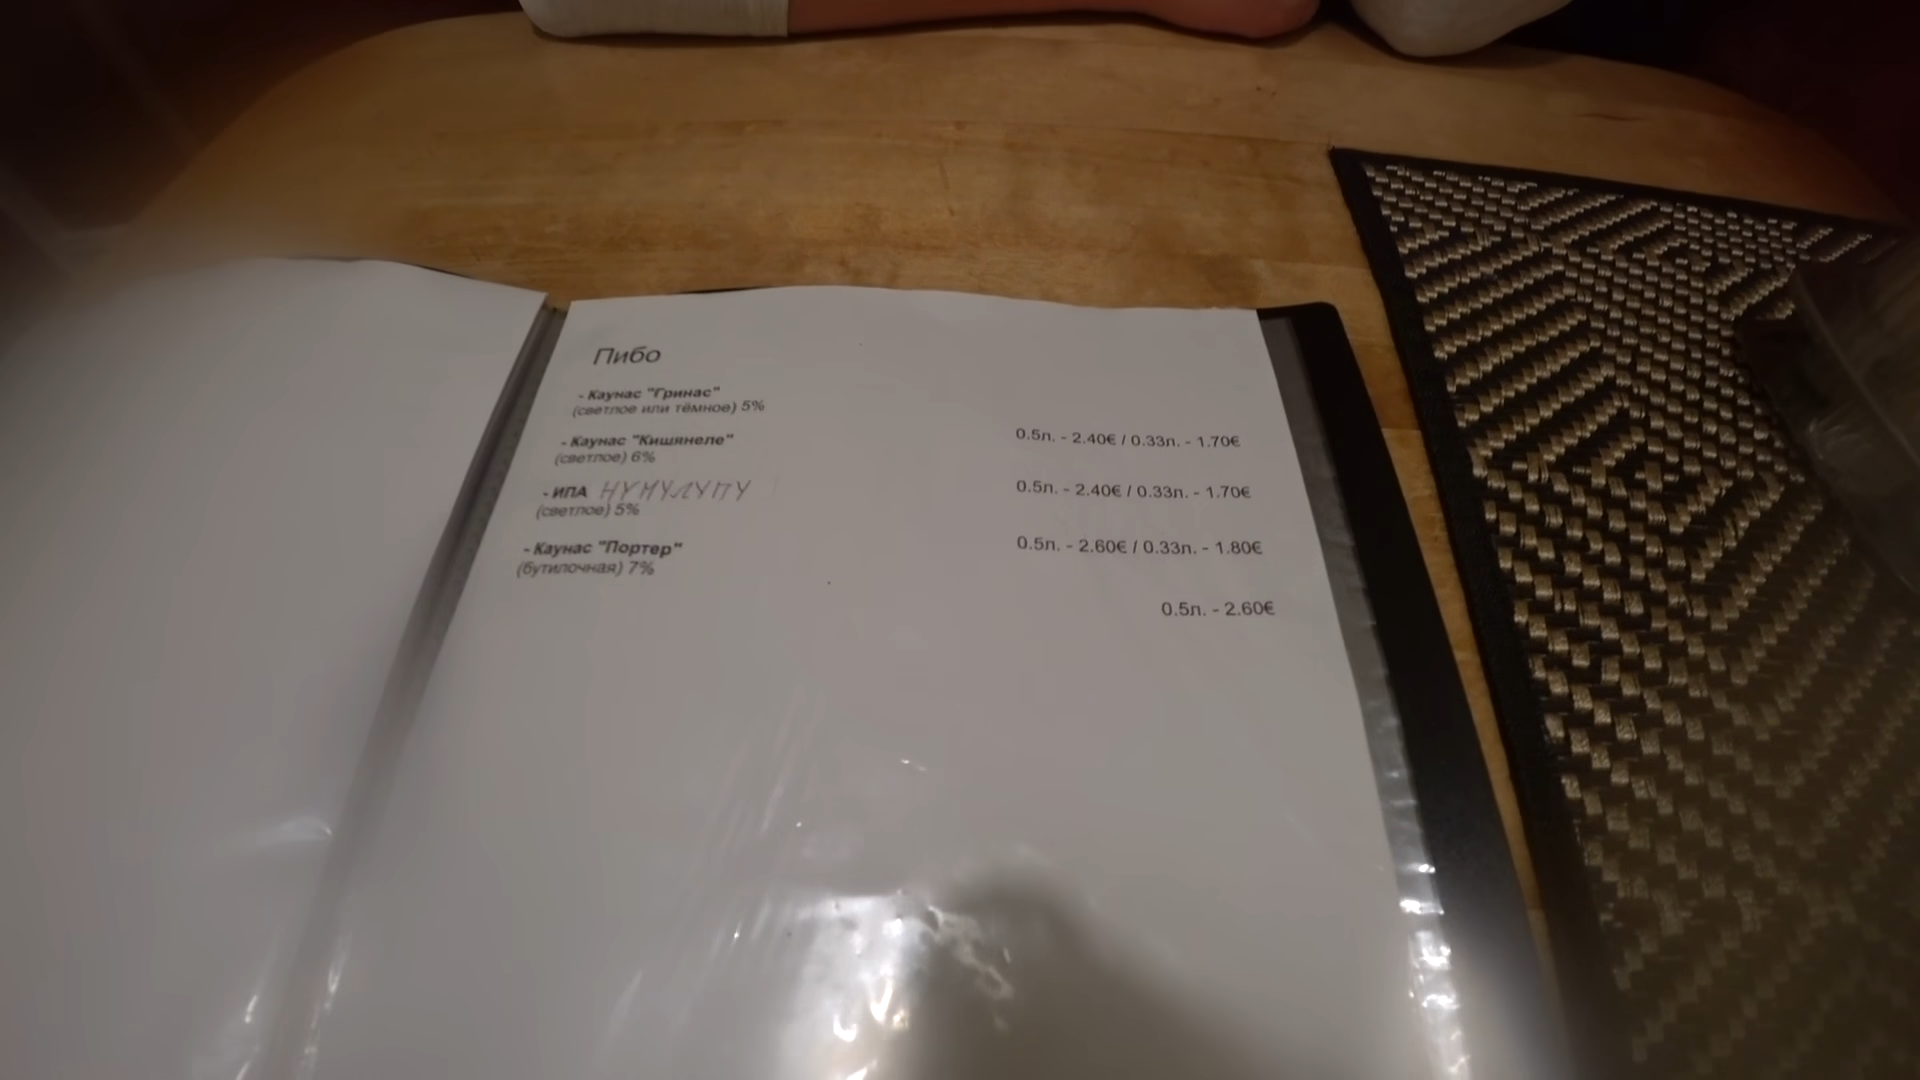 Пибо
- Каунас "Гринас"
(светлое или тёмное) 5%
0.5л. - 2.40€ / 0.33л. - 1.70€
- Каунас "Кишянеле"
(светлое) 6%
0.5л. - 2.40€ / 0.33л. - 1.70€
- ИПА НУМУЛУПУ
(светлое) 5%
0.5л. - 2.60€ / 0.33л. - 1.80€
- Каунас "Портер"
(бутилочная) 7%
0.5л. - 2.60€